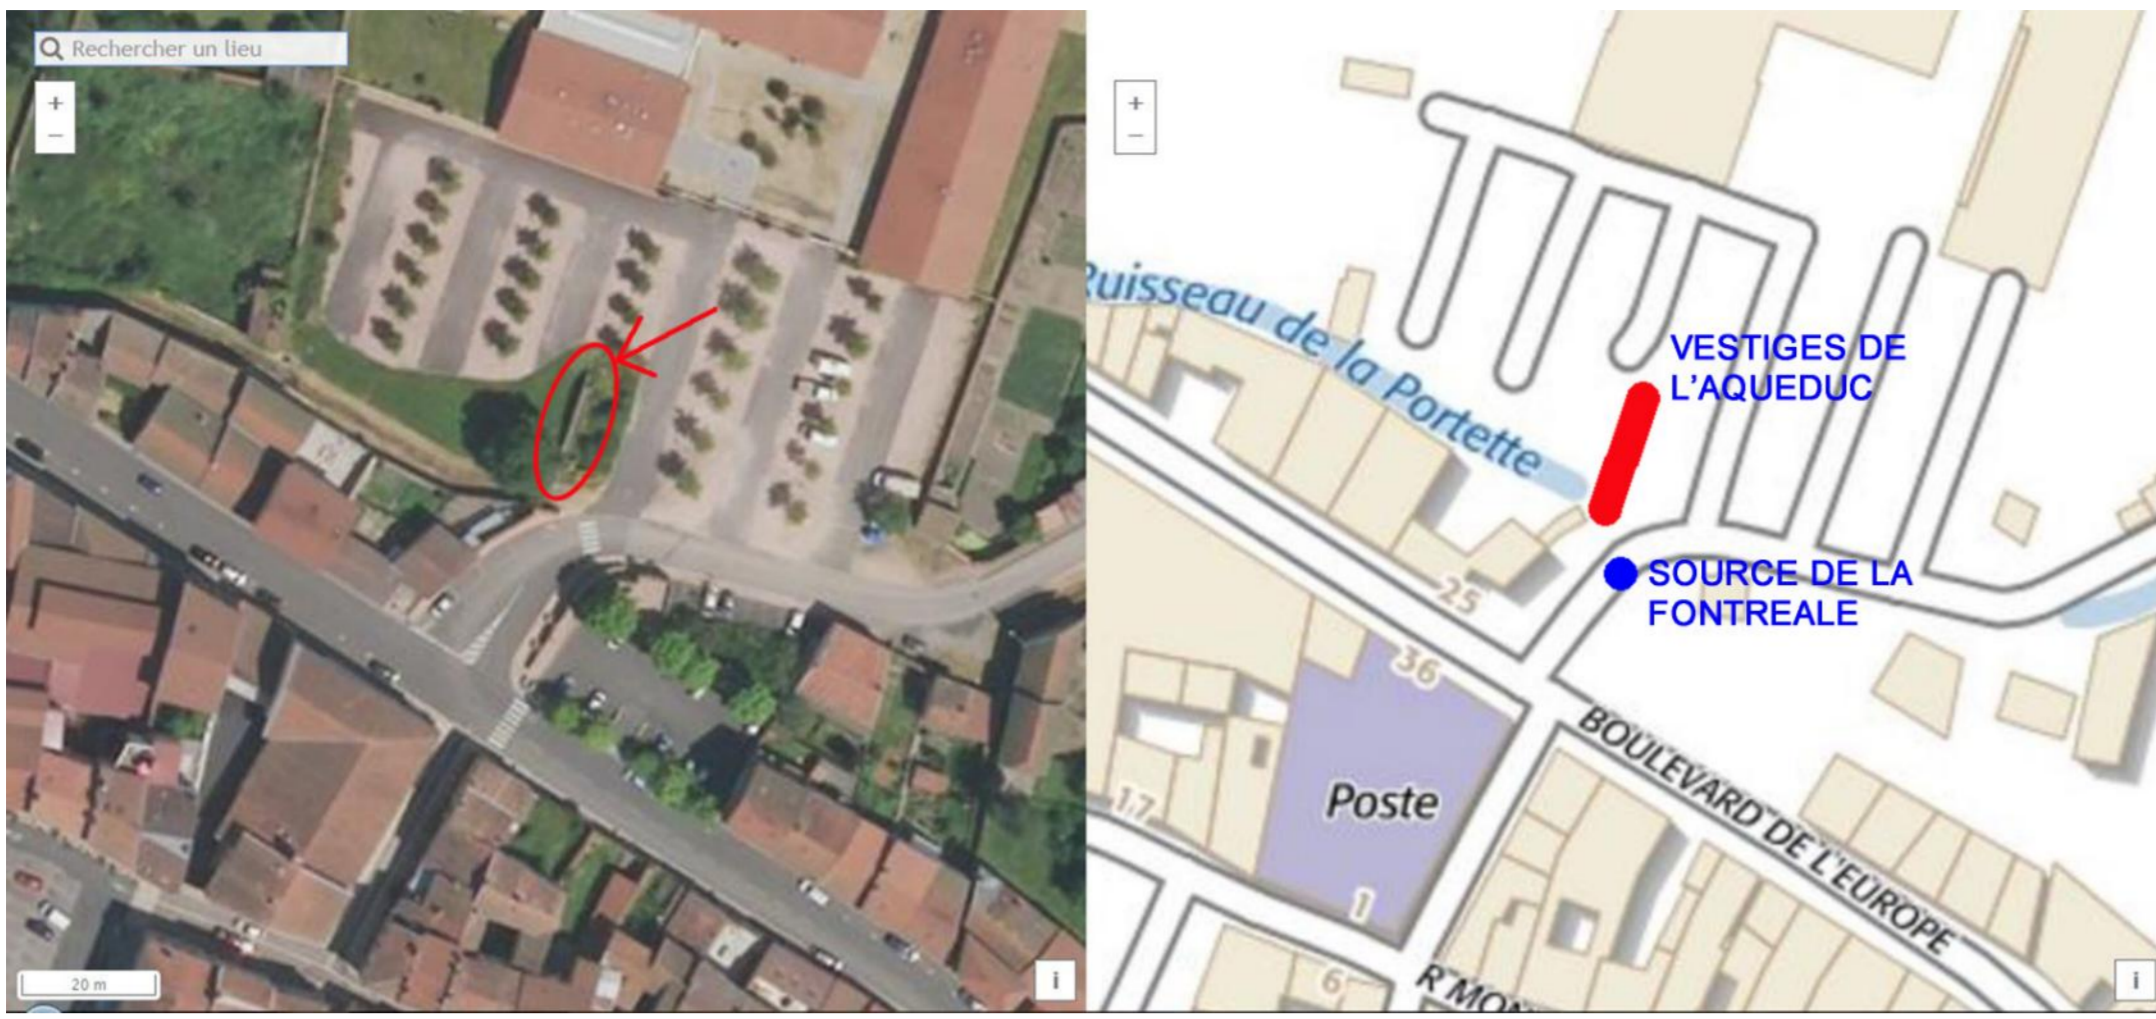 Rechercher un lieu
+
−
20 m
i
+
−
Ruisseau de la Portette
VESTIGES DE
L'AQUEDUC
SOURCE DE LA
FONTREALE
25
36
Poste
17
1
6
BOULEVARD DE L'EUROPE
R MON
i